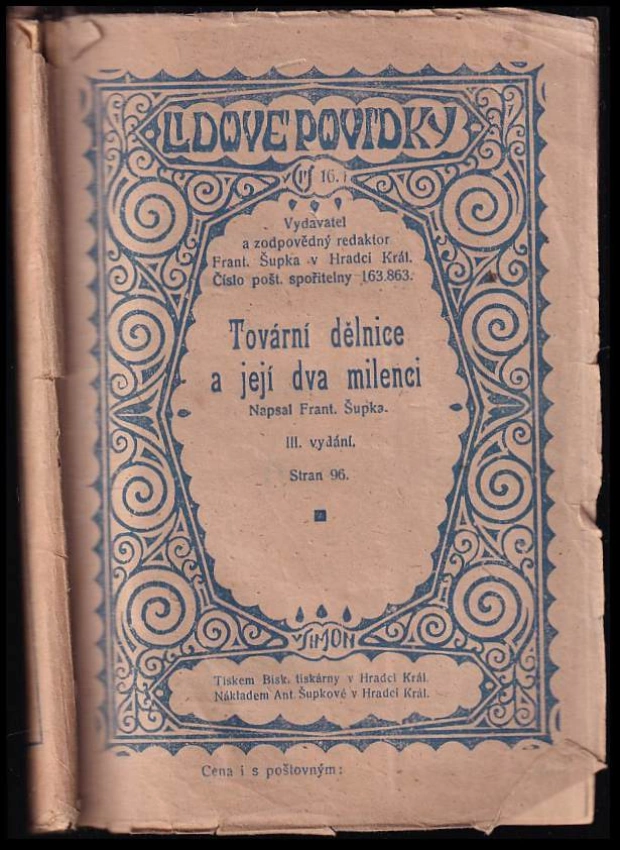 LIDOVÉ POVÍDKY
Čís 16.
Vydavatel
a zodpovědný redaktor
Frant. Šupka v Hradci Král.
Číslo pošt. spořitelny 163.863.
Tovární dělnice
a její dva milenci
Napsal Frant. Šupka.
III. vydání.
Stran 96.
V. ŠIMON
Tiskem Bisk. tiskárny v Hradci Král.
Nákladem Ant. Šupkové v Hradci Král.
Cena i s poštovným: